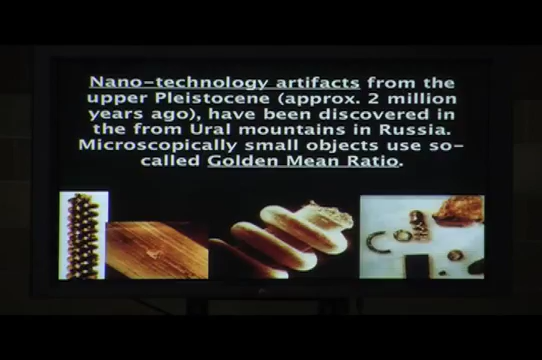 Nano-technology artifacts from the
upper Pleistocene (approx. 2 million
years ago), have been discovered in
the from Ural mountains in Russia.
Microscopically small objects use so-
called Golden Mean Ratio.